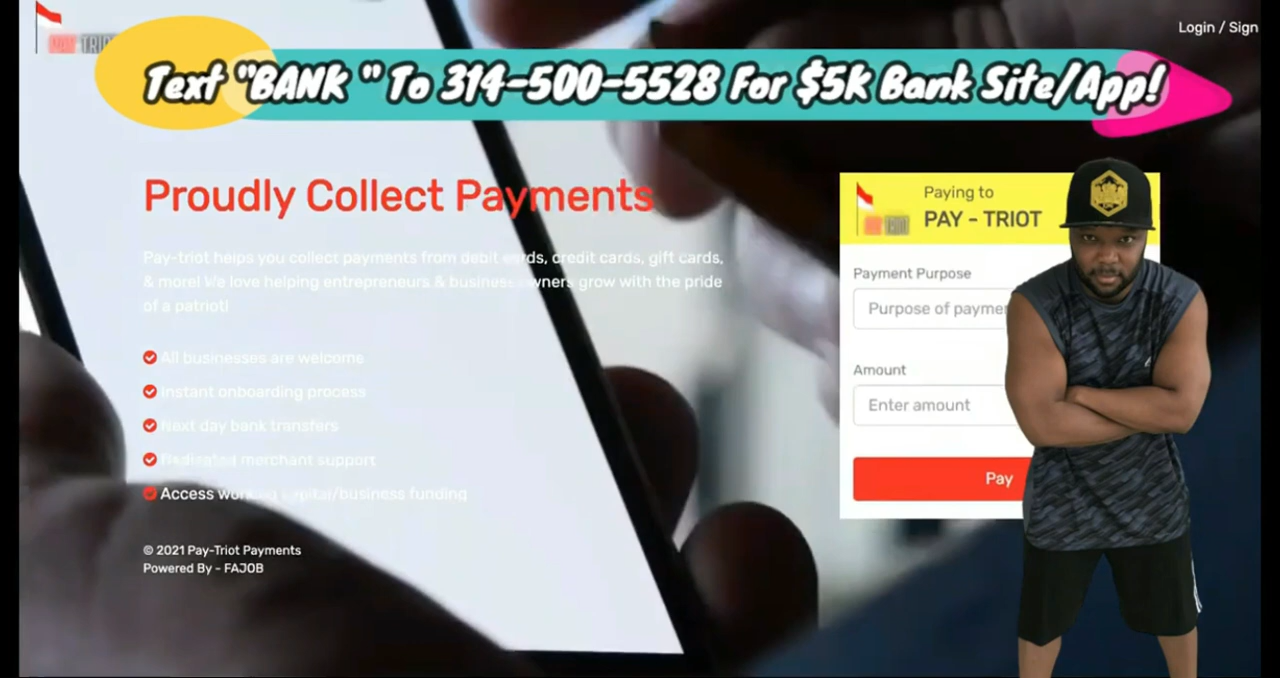 Login / Sign
PAY TRIOT
Text "BANK " To 314-500-5528 For $5K Bank Site/App!
Proudly Collect Payments
Pay-triot helps you collect payments from debit cards, credit cards, gift cards,
& more! We love helping entrepreneurs & business owners grow with the pride
of a patriot!
All businesses are welcome
Instant onboarding process
Next day bank transfers
Dedicated merchant support
Access working capital/business funding
© 2021 Pay-Triot Payments
Powered By - FAJOB
Paying to
PAY - TRIOT
Payment Purpose
Purpose of payme
Amount
Enter amount
Pay